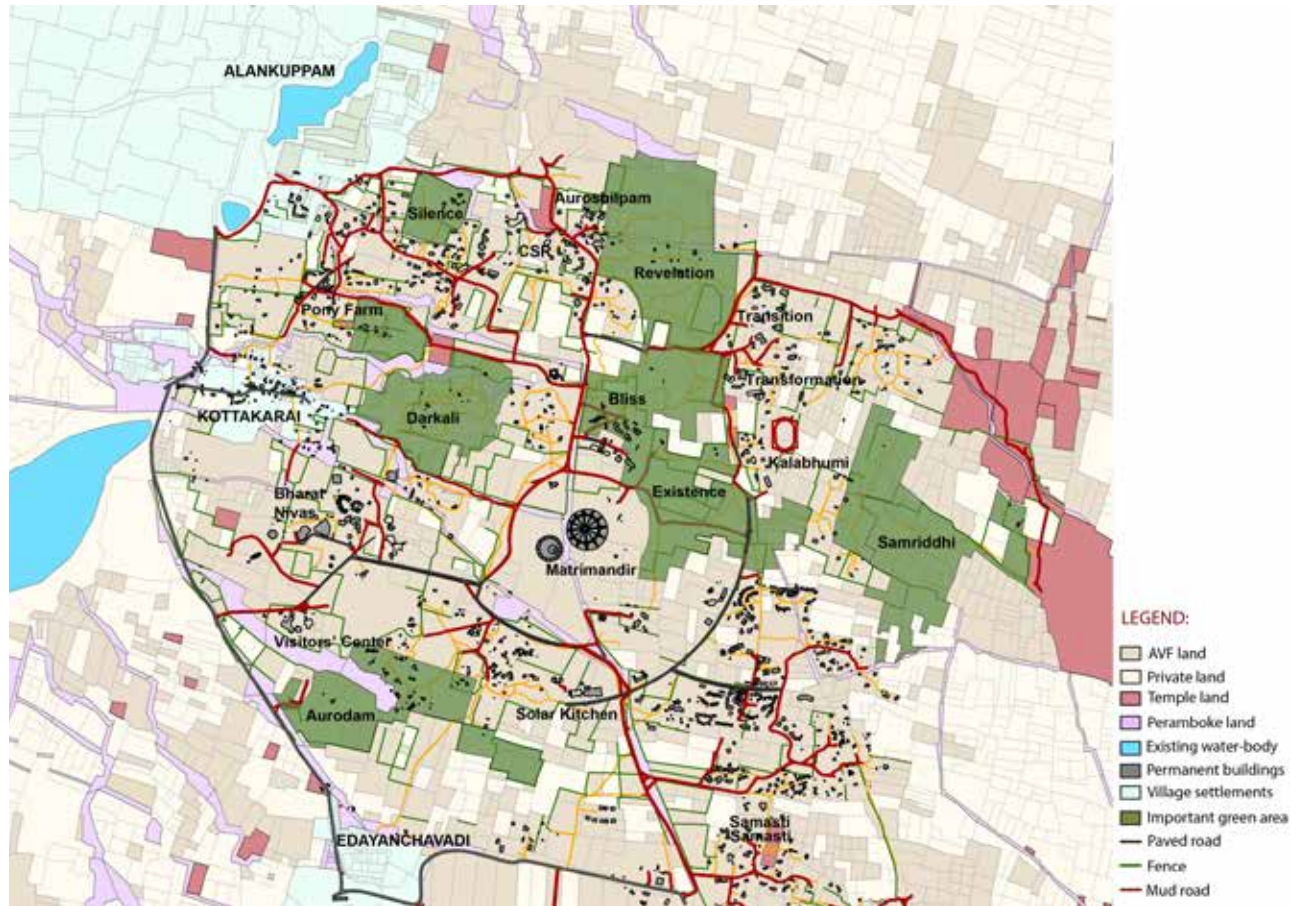 ALANKUPPAM
Silence
Auroshilpam
CSR
Revelation
Pony Farm
Transition
Transformation
KOTTAKARAI
Darkali
Bliss
Kalabhumi
Bharat
Nivas
Existence
Samriddhi
Matrimandir
Visitors' Center
Aurodam
Solar Kitchen
Samasti
Samasti
EDAYANCHAVADI
LEGEND:
AVF land
Private land
Temple land
Peramboke land
Existing water-body
Permanent buildings
Village settlements
Important green area
Paved road
Fence
Mud road